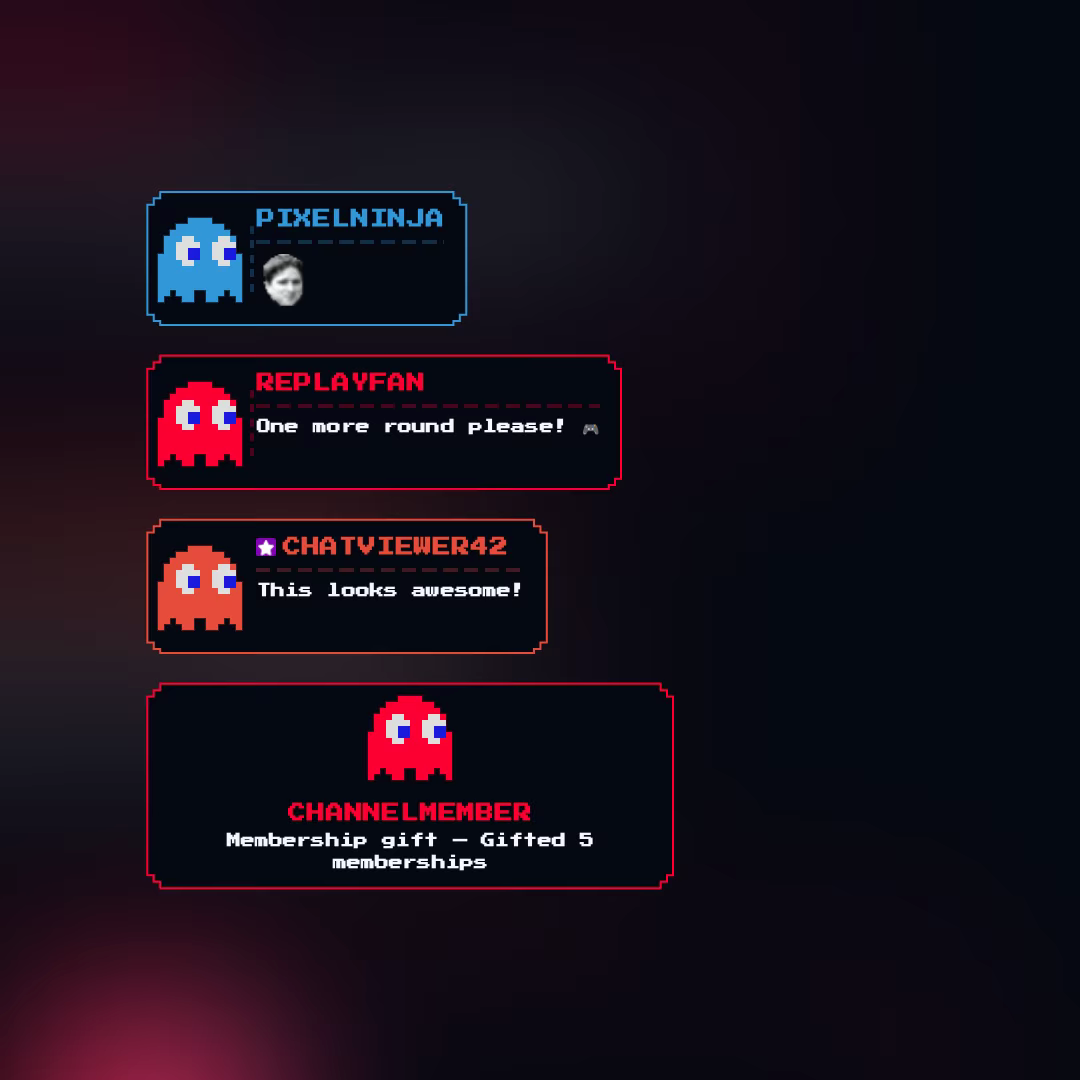 PIXELNINJA
REPLAYFAN
One more round please! 🎮
CHATVIEWER42
This looks awesome!
CHANNELMEMBER
Membership gift — Gifted 5
memberships